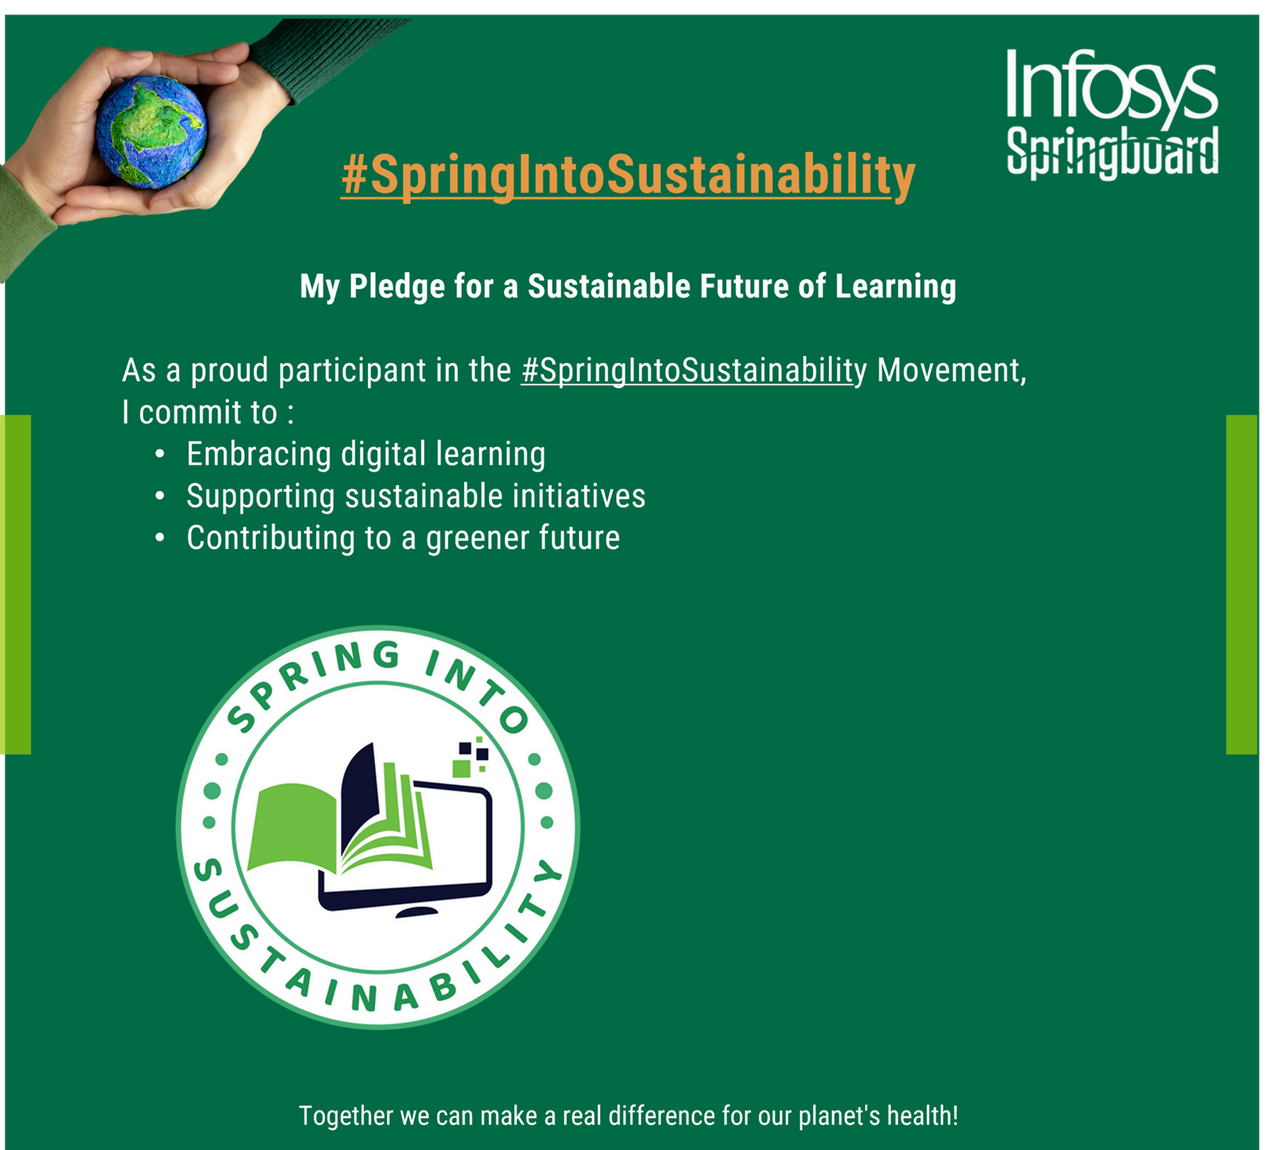 Infosys
Springboard
#SpringIntoSustainability
My Pledge for a Sustainable Future of Learning
As a proud participant in the #SpringIntoSustainability Movement,
I commit to :
• Embracing digital learning
• Supporting sustainable initiatives
• Contributing to a greener future
SPRING INTO
SUSTAINABILITY
Together we can make a real difference for our planet's health!